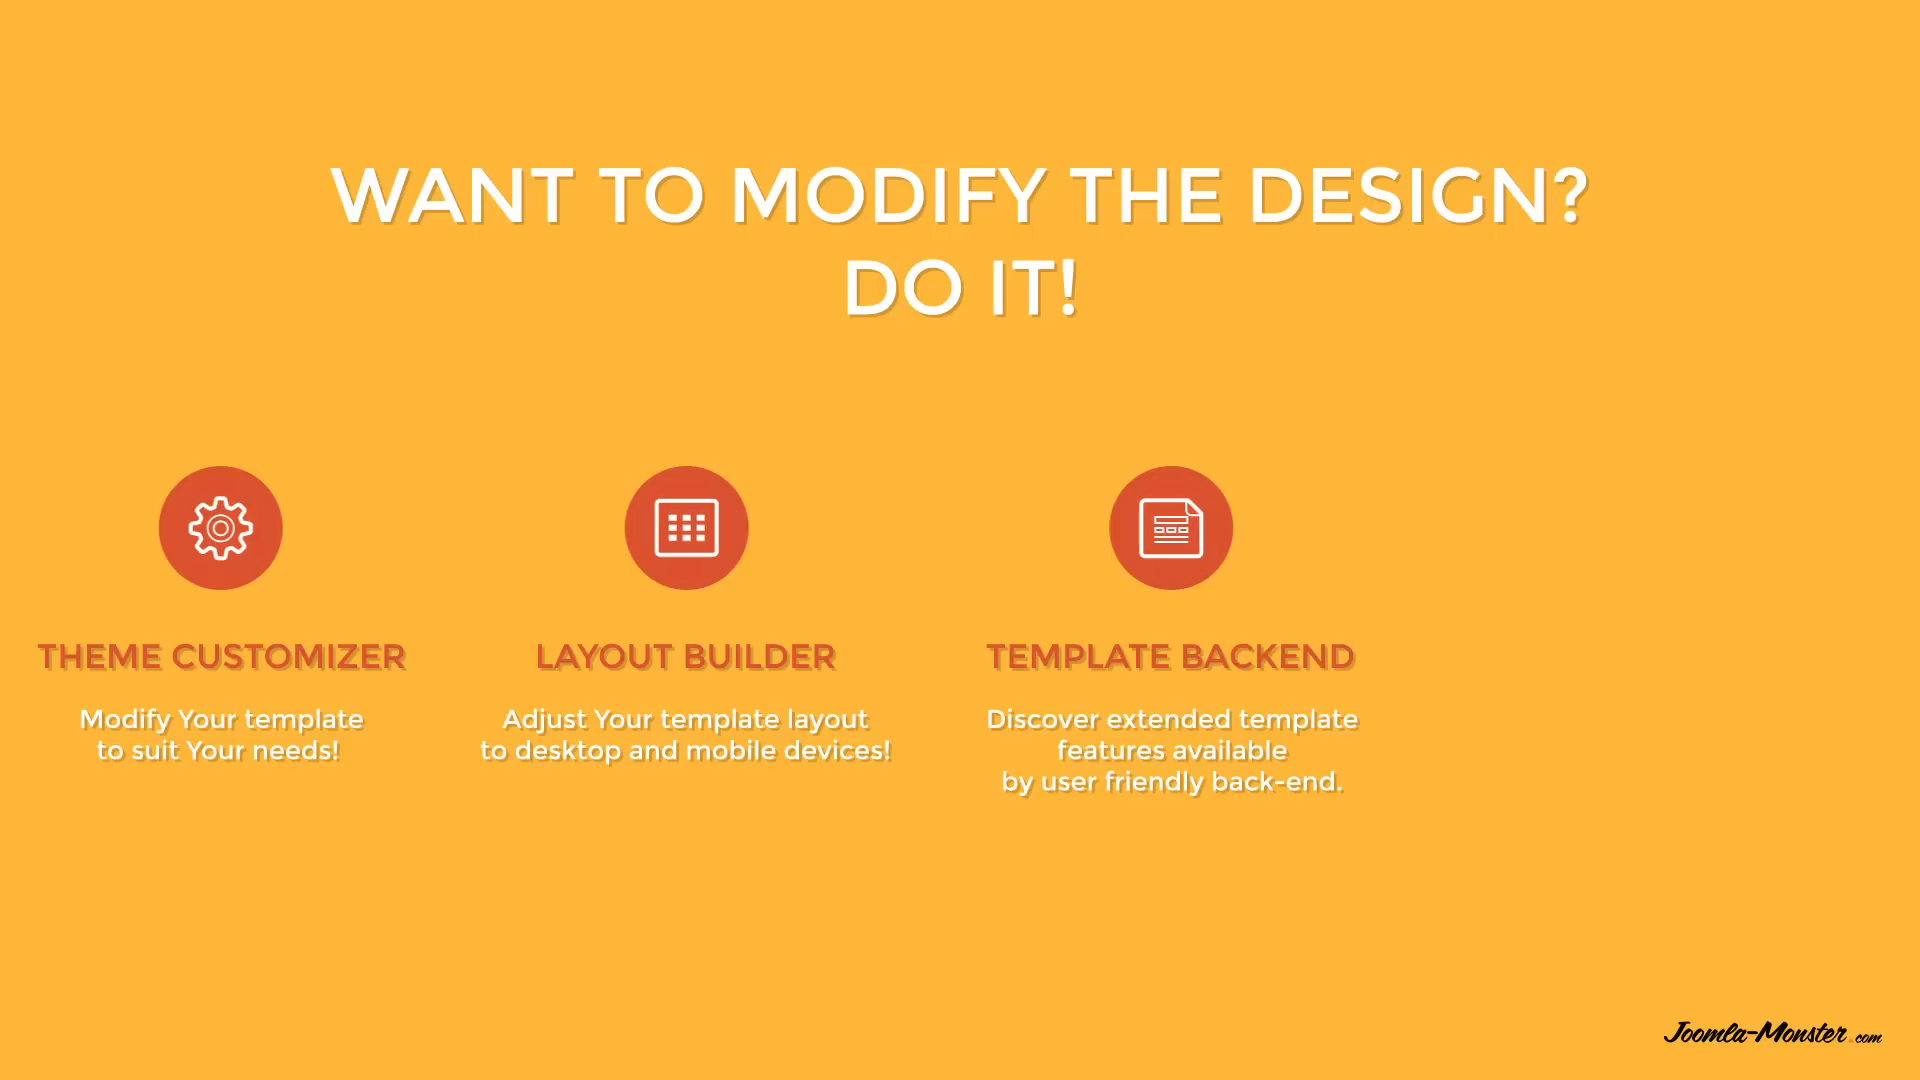 WANT TO MODIFY THE DESIGN?
DO IT!
THEME CUSTOMIZER
Modify Your template
to suit Your needs!
LAYOUT BUILDER
Adjust Your template layout
to desktop and mobile devices!
TEMPLATE BACKEND
Discover extended template
features available
by user friendly back-end.
Joomla-Monster.com